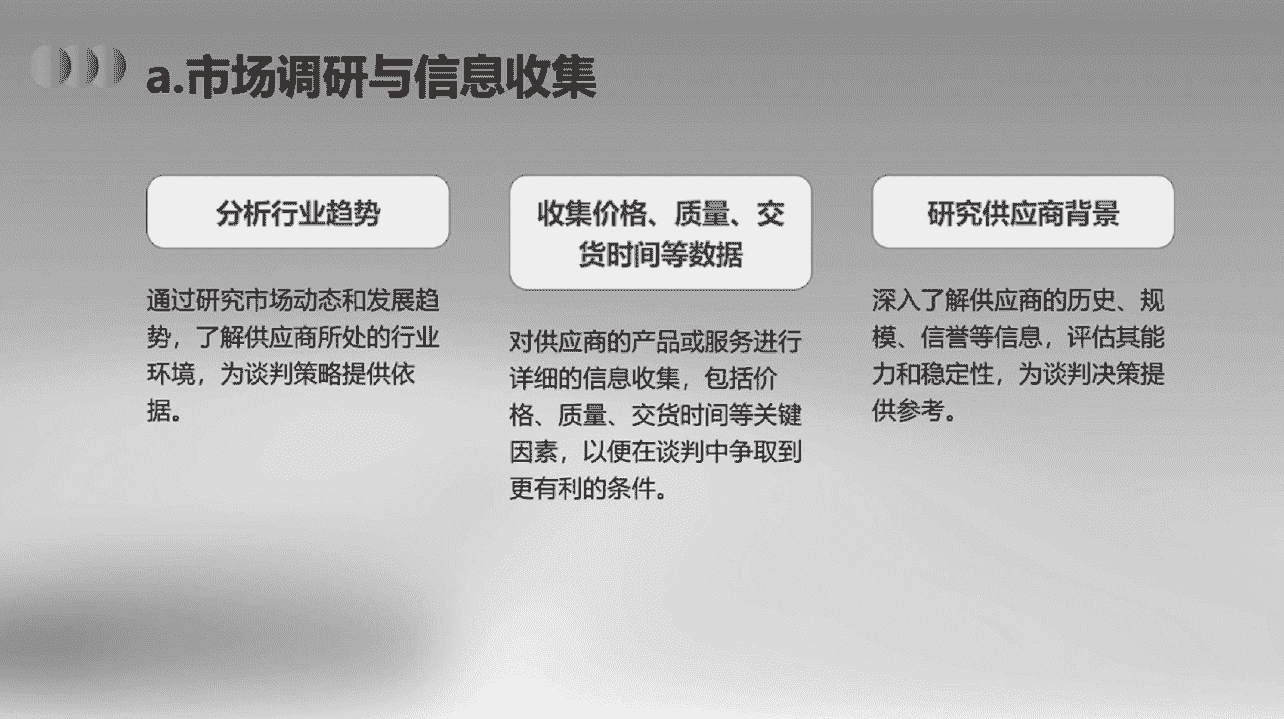 a.市场调研与信息收集
分析行业趋势
通过研究市场动态和发展趋
势，了解供应商所处的行业
环境，为谈判策略提供依
据。
收集价格、质量、交
货时间等数据
对供应商的产品或服务进行
详细的信息收集，包括价
格、质量、交货时间等关键
因素，以便在谈判中争取到
更有利的条件。
研究供应商背景
深入了解供应商的历史、规
模、信誉等信息，评估其能
力和稳定性，为谈判决策提
供参考。